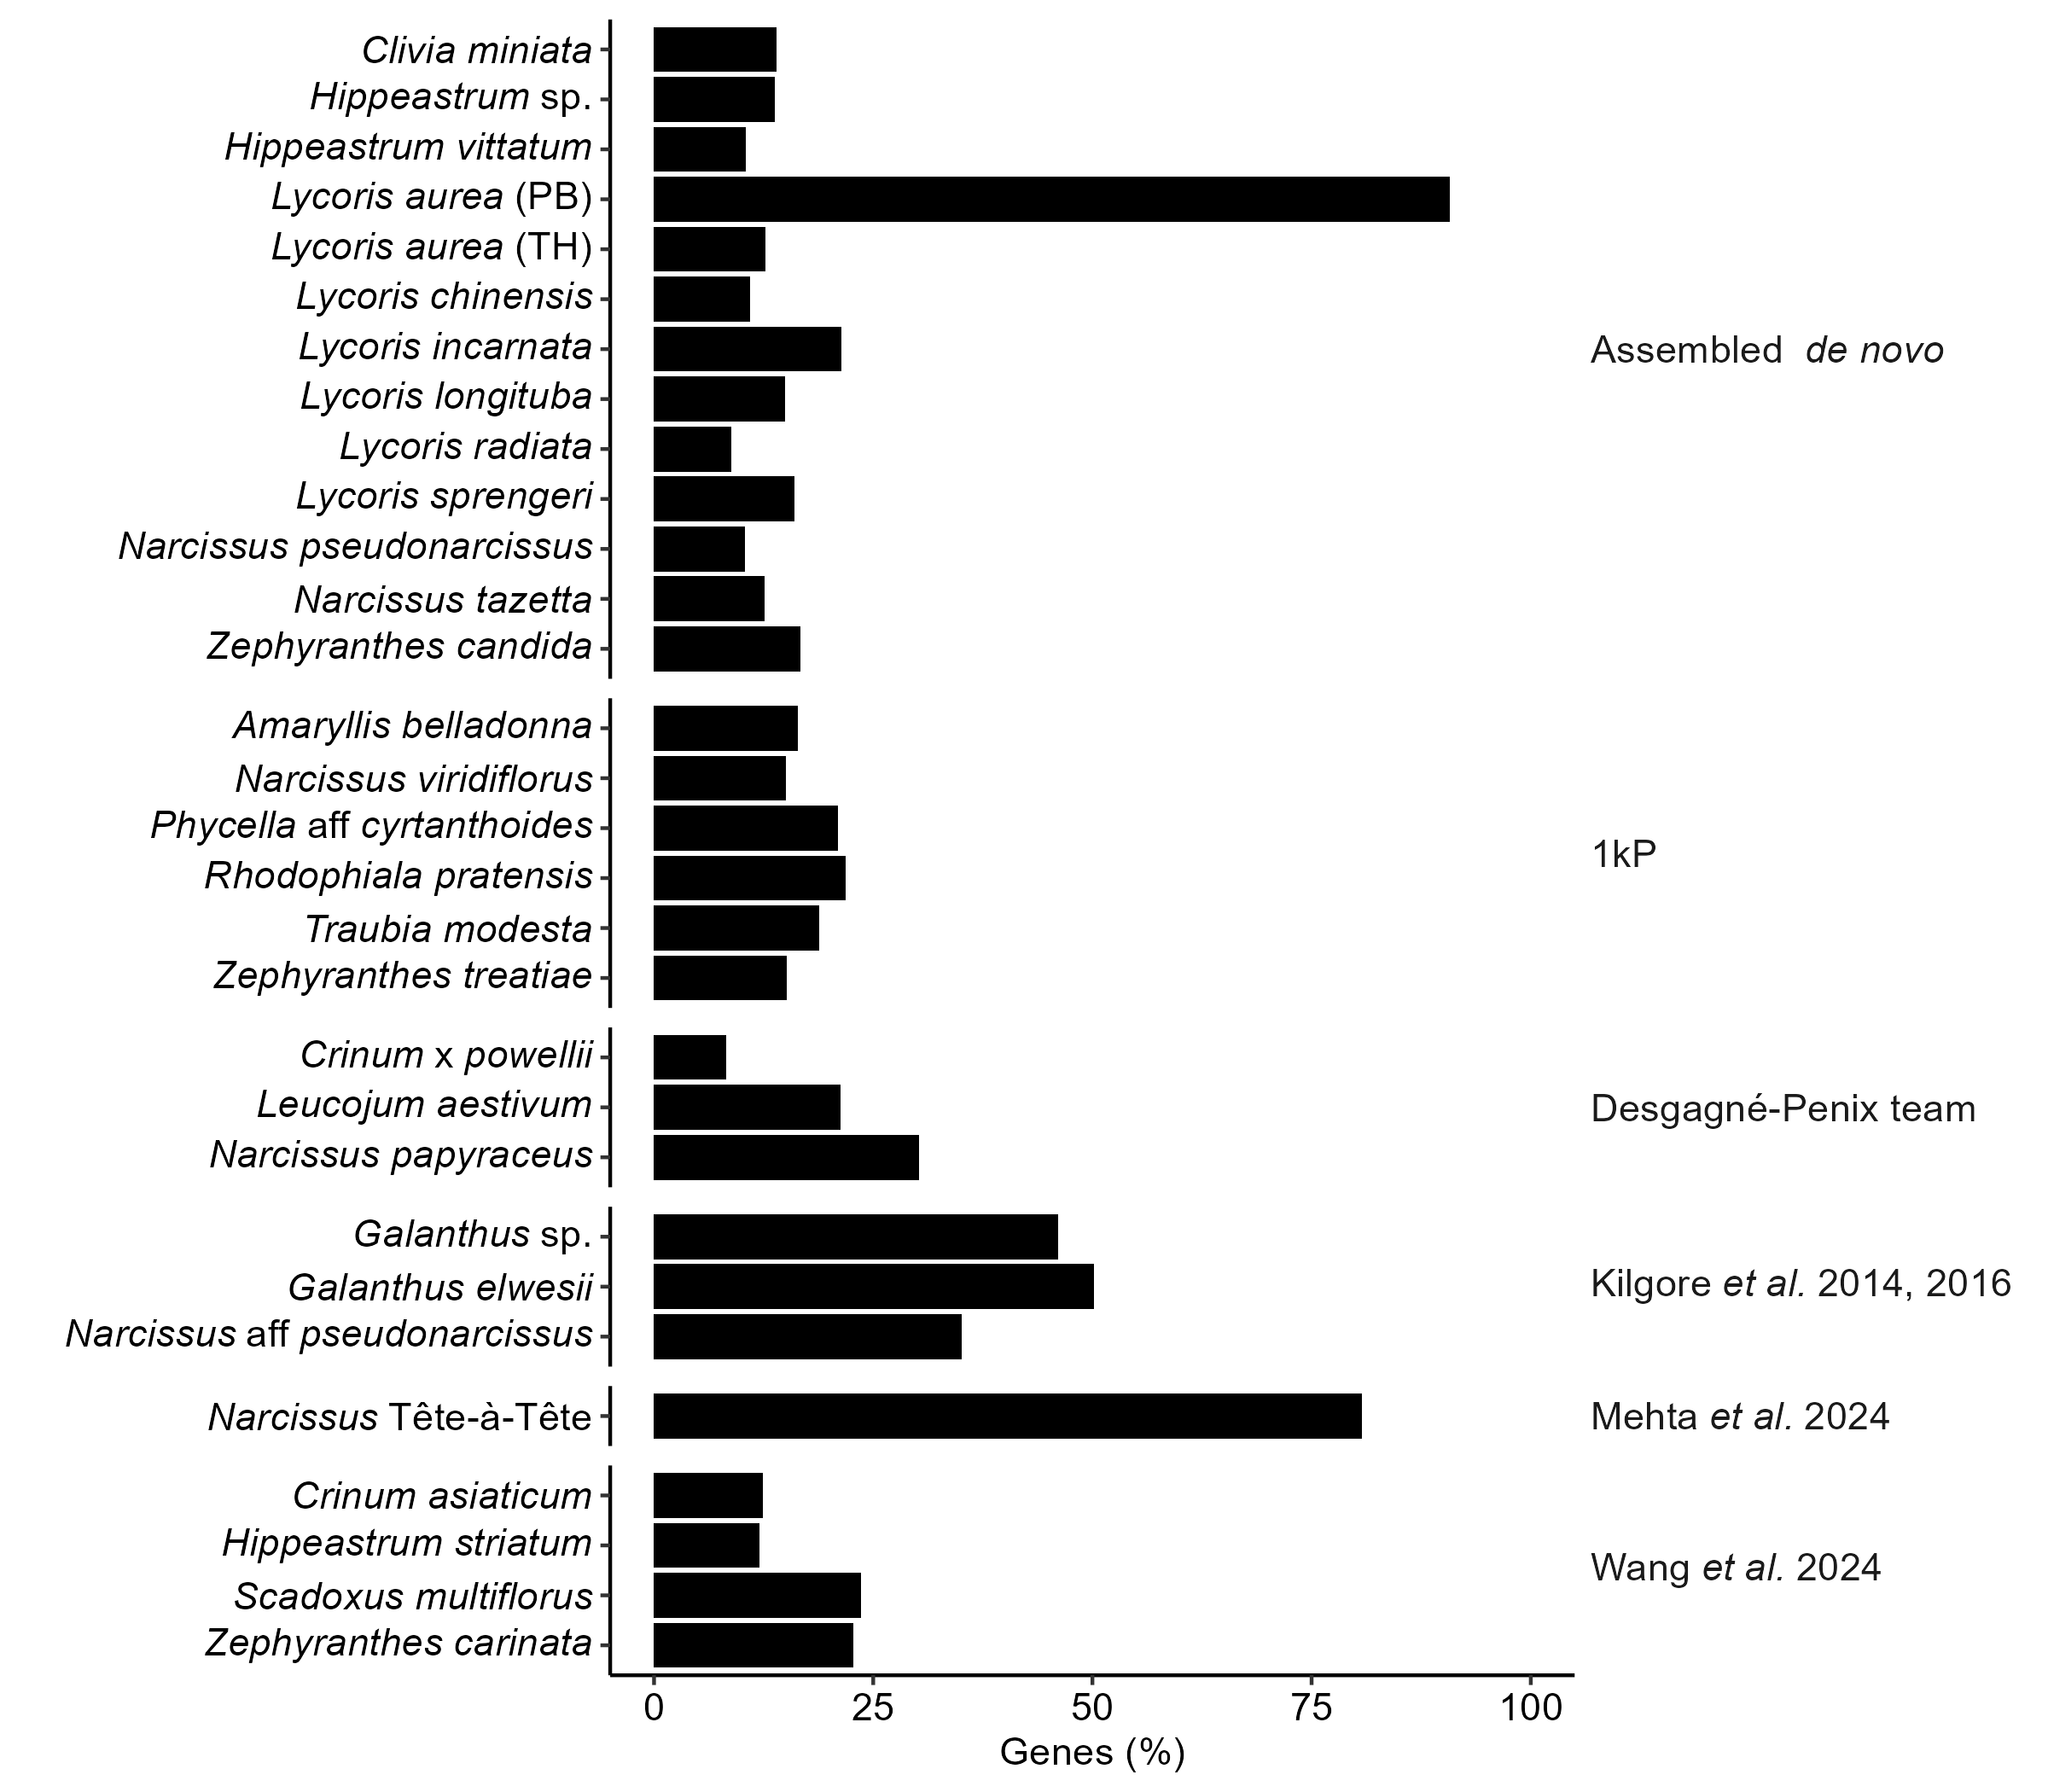 Clivia miniata
Hippeastrum sp.
Hippeastrum vittatum
Lycoris aurea (PB)
Lycoris aurea (TH)
Lycoris chinensis
Lycoris incarnata
Lycoris longituba
Lycoris radiata
Lycoris sprengeri
Narcissus pseudonarcissus
Narcissus tazetta
Zephyranthes candida
Assembled de novo
Amaryllis belladonna
Narcissus viridiflorus
Phycella aff cyrtanthoides
Rhodophiala pratensis
Traubia modesta
Zephyranthes treatiae
1kP
Crinum x powellii
Leucojum aestivum
Narcissus papyraceus
Desgagné-Penix team
Galanthus sp.
Galanthus elwesii
Narcissus aff pseudonarcissus
Kilgore et al. 2014, 2016
Narcissus Tête-à-Tête
Mehta et al. 2024
Crinum asiaticum
Hippeastrum striatum
Scadoxus multiflorus
Zephyranthes carinata
Wang et al. 2024
0 25 50 75 100
Genes (%)